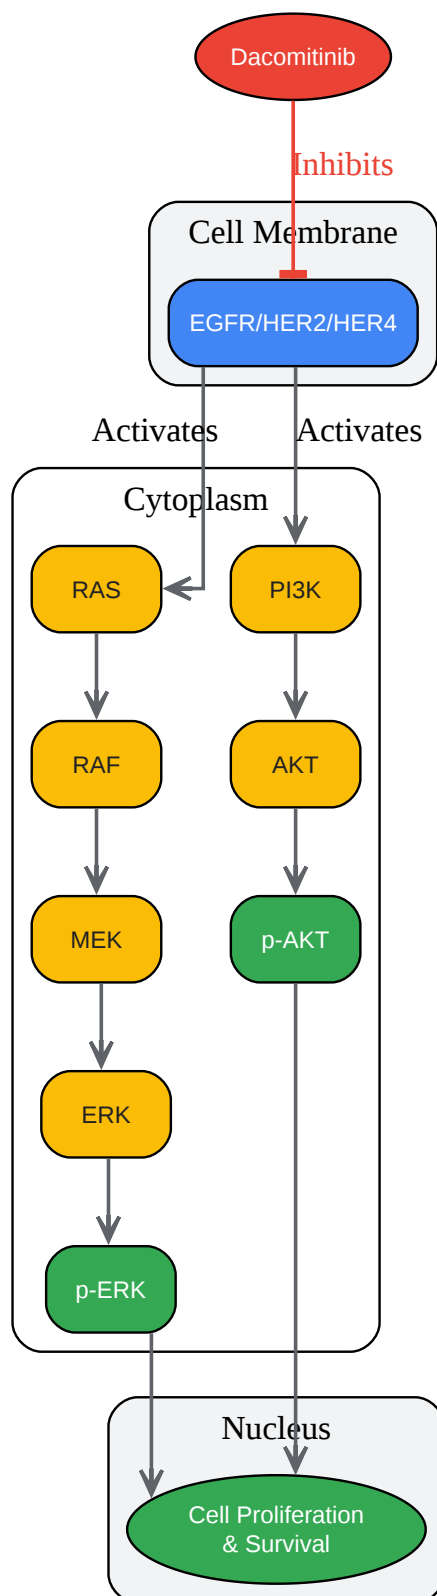 Dacomitinib
Inhibits
Cell Membrane
EGFR/HER2/HER4
Activates
Activates
Cytoplasm
RAS
PI3K
RAF
AKT
MEK
p-AKT
ERK
p-ERK
Nucleus
Cell Proliferation
& Survival